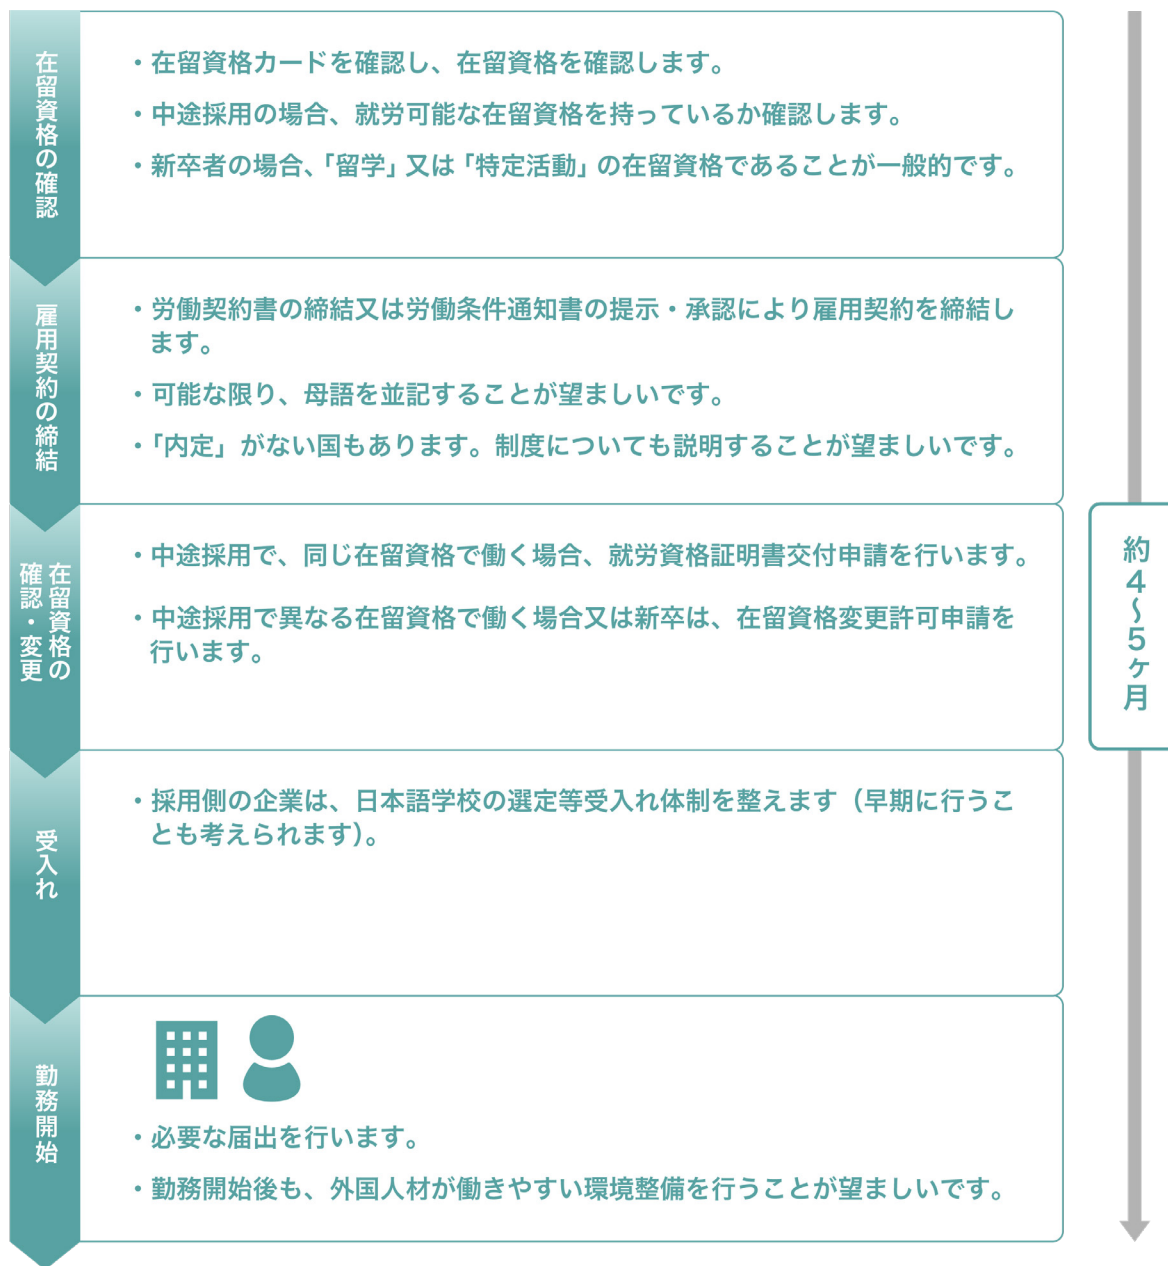 在留資格の確認
・在留資格カードを確認し、在留資格を確認します。
・中途採用の場合、就労可能な在留資格を持っているか確認します。
・新卒者の場合、「留学」又は「特定活動」の在留資格であることが一般的です。
雇用契約の締結
・労働契約書の締結又は労働条件通知書の提示・承認により雇用契約を締結し
ます。
・可能な限り、母語を並記することが望ましいです。
・「内定」がない国もあります。制度についても説明することが望ましいです。
在留資格の
確認・変更
・中途採用で、同じ在留資格で働く場合、就労資格証明書交付申請を行います。
・中途採用で異なる在留資格で働く場合又は新卒は、在留資格変更許可申請を
行います。
約4〜5ヶ月
受入れ
・採用側の企業は、日本語学校の選定等受入れ体制を整えます（早期に行うこ
とも考えられます）。
勤務開始
・必要な届出を行います。
・勤務開始後も、外国人材が働きやすい環境整備を行うことが望ましいです。